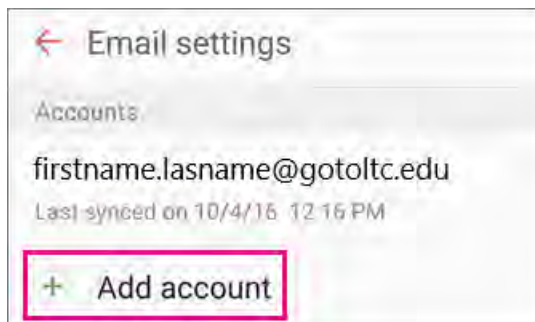 ← Email settings
Accounts
firstname.lasname@gotoltc.edu
Last synced on 10/4/16 12:16 PM
+ Add account